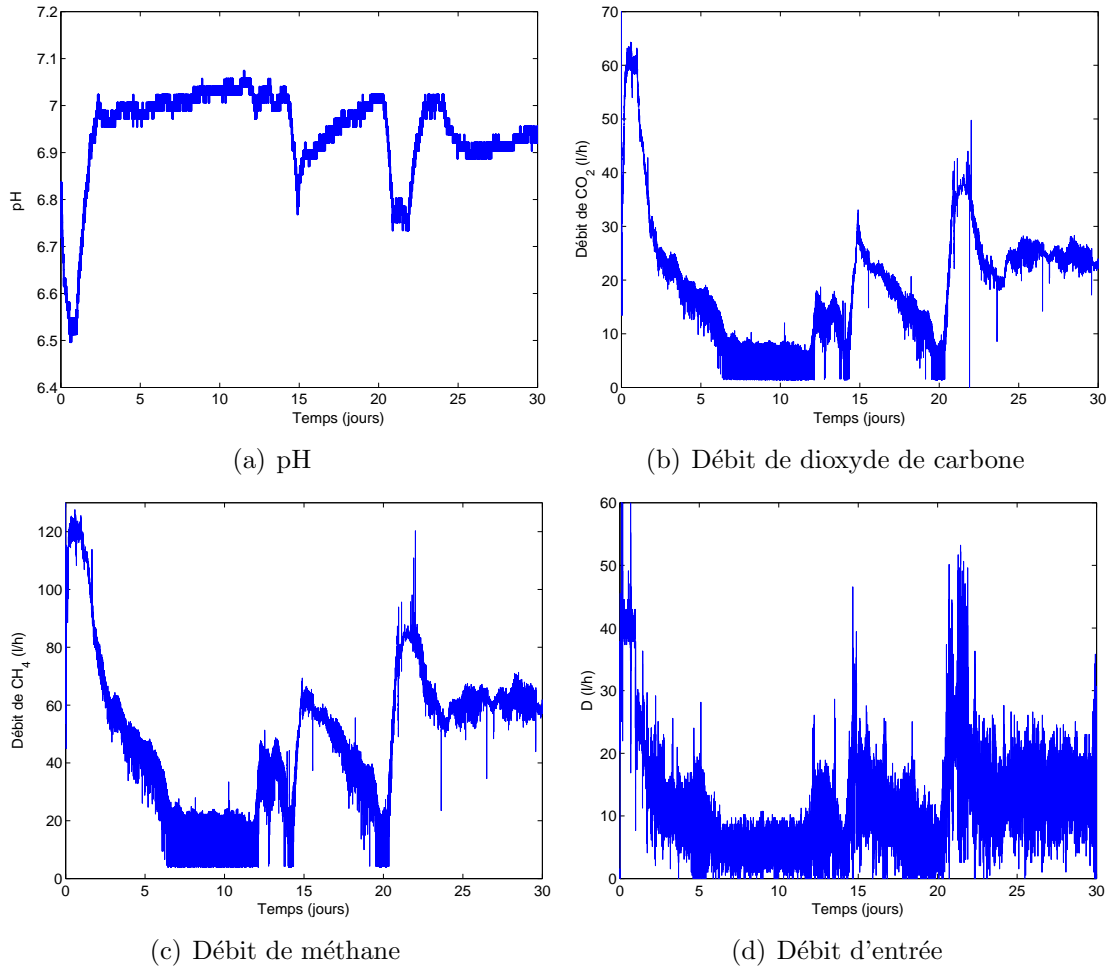 7.2
7.1
7
6.9
6.8
6.7
6.6
6.5
6.4
pH
0 5 10 15 20 25 30
Temps (jours)
(a) pH
70
60
50
40
30
20
10
0
Débit de CO2 (l/h)
0 5 10 15 20 25 30
Temps (jours)
(b) Débit de dioxyde de carbone
120
100
80
60
40
20
0
Débit de CH4 (l/h)
0 5 10 15 20 25 30
Temps (jours)
(c) Débit de méthane
60
50
40
30
20
10
0
D (l/h)
0 5 10 15 20 25 30
Temps (jours)
(d) Débit d'entrée